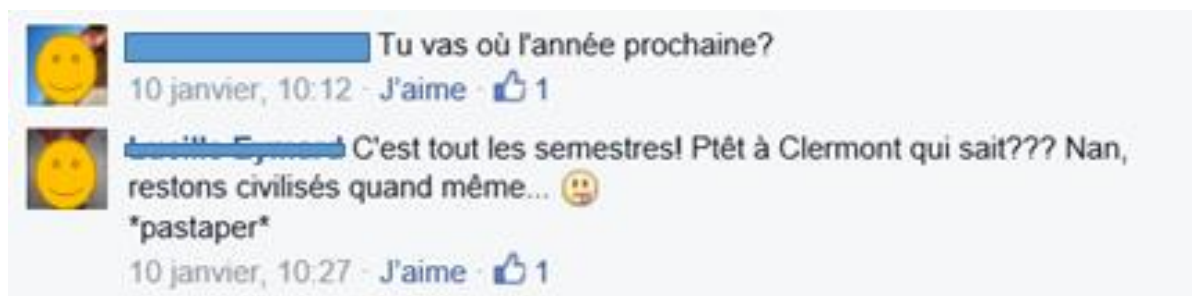 Tu vas où l'année prochaine?
10 janvier, 10:12 · J'aime · 1
C'est tout les semestres! Ptêt à Clermont qui sait??? Nan,
restons civilisés quand même...
*pastaper*
10 janvier, 10:27 · J'aime · 1